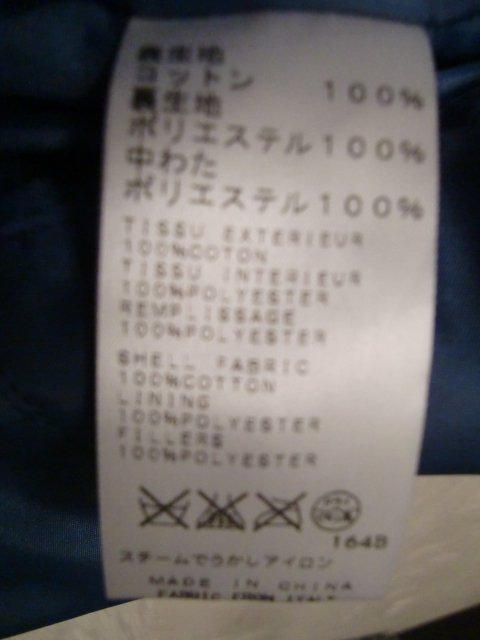 表生地
コットン 100%
裏生地
ポリエステル100%
中わた
ポリエステル100%
TISSU EXTERIEUR
100%COTON
TISSU INTERIEUR
100%POLYESTER
REMPLISSAGE
100%POLYESTER
SHELL FABRIC
100%COTTON
LINING
100%POLYESTER
FILLERS
100%POLYESTER
164B
スチームでうかしアイロン
MADE IN CHINA
FABRIC FROM ITALY